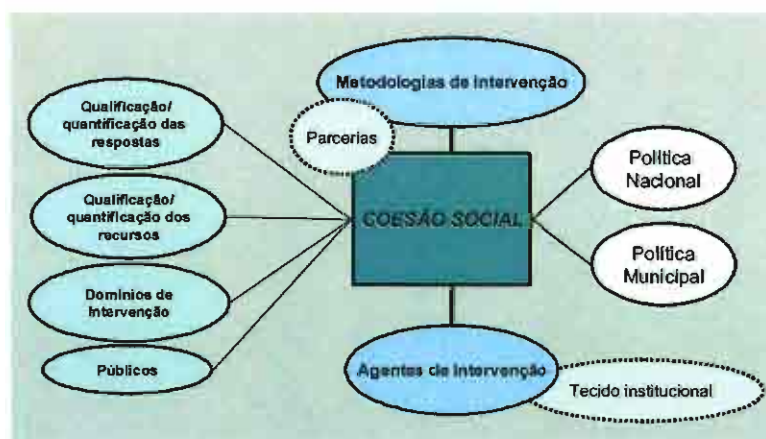 Metodologias de Intervenção
Parcerias
Qualificação/
quantificação das
respostas
Qualificação/
quantificação dos
recursos
Domínios de
Intervenção
Públicos
COESÃO SOCIAL
Política
Nacional
Política
Municipal
Agentes de Intervenção
Tecido institucional